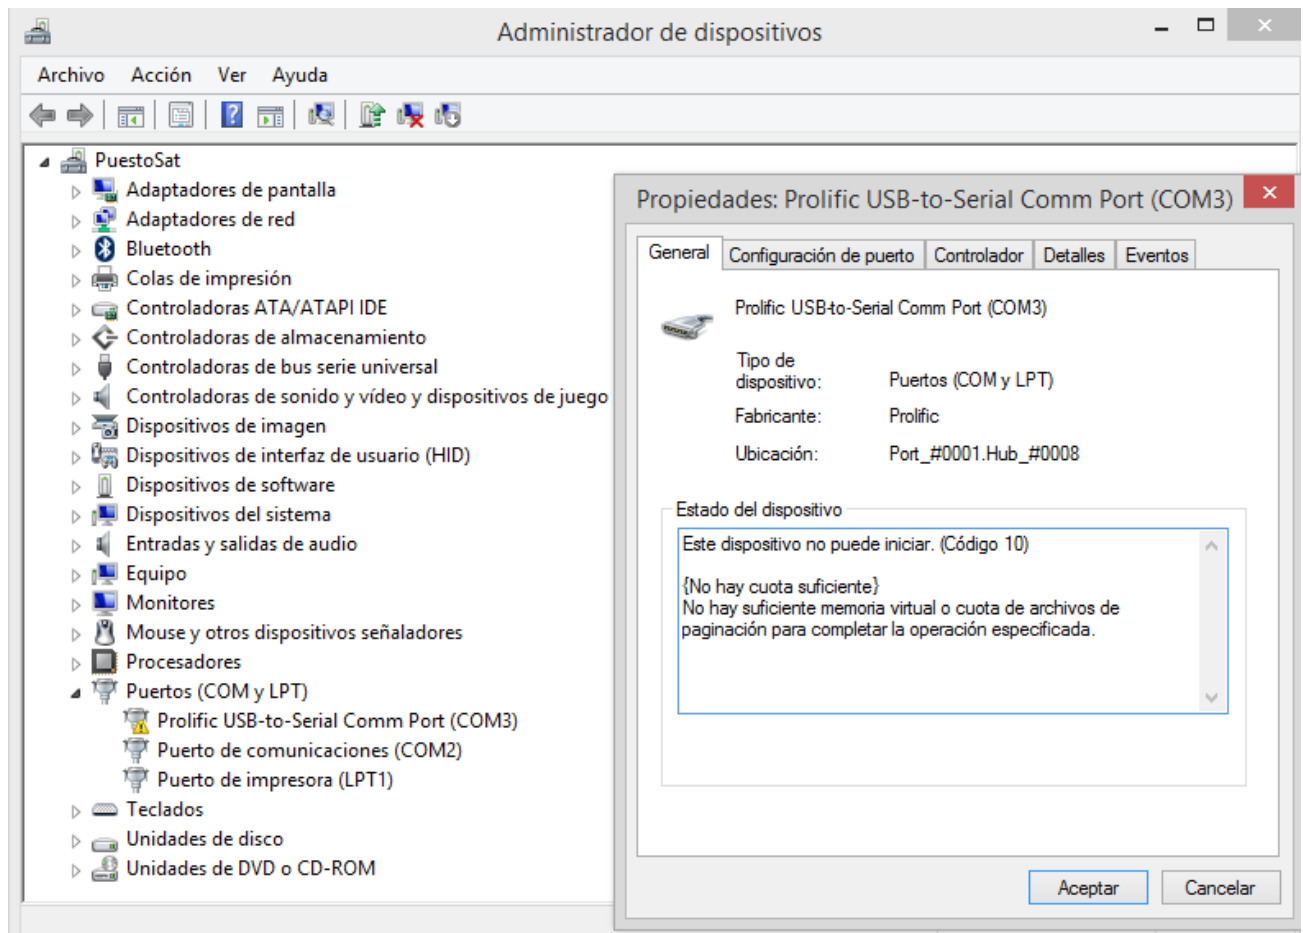 Administrador de dispositivos
Archivo Acción Ver Ayuda
PuestoSat
Adaptadores de pantalla
Adaptadores de red
Bluetooth
Colas de impresión
Controladoras ATA/ATAPI IDE
Controladoras de almacenamiento
Controladoras de bus serie universal
Controladoras de sonido y vídeo y dispositivos de juego
Dispositivos de imagen
Dispositivos de interfaz de usuario (HID)
Dispositivos de software
Dispositivos del sistema
Entradas y salidas de audio
Equipo
Monitores
Mouse y otros dispositivos señaladores
Procesadores
Puertos (COM y LPT)
Prolific USB-to-Serial Comm Port (COM3)
Puerto de comunicaciones (COM2)
Puerto de impresora (LPT1)
Teclados
Unidades de disco
Unidades de DVD o CD-ROM
Propiedades: Prolific USB-to-Serial Comm Port (COM3)
General Configuración de puerto Controlador Detalles Eventos
Prolific USB-to-Serial Comm Port (COM3)
Tipo de
dispositivo: Puertos (COM y LPT)
Fabricante: Prolific
Ubicación: Port_#0001.Hub_#0008
Estado del dispositivo
Este dispositivo no puede iniciar. (Código 10)
{No hay cuota suficiente}
No hay suficiente memoria virtual o cuota de archivos de
paginación para completar la operación especificada.
Aceptar Cancelar